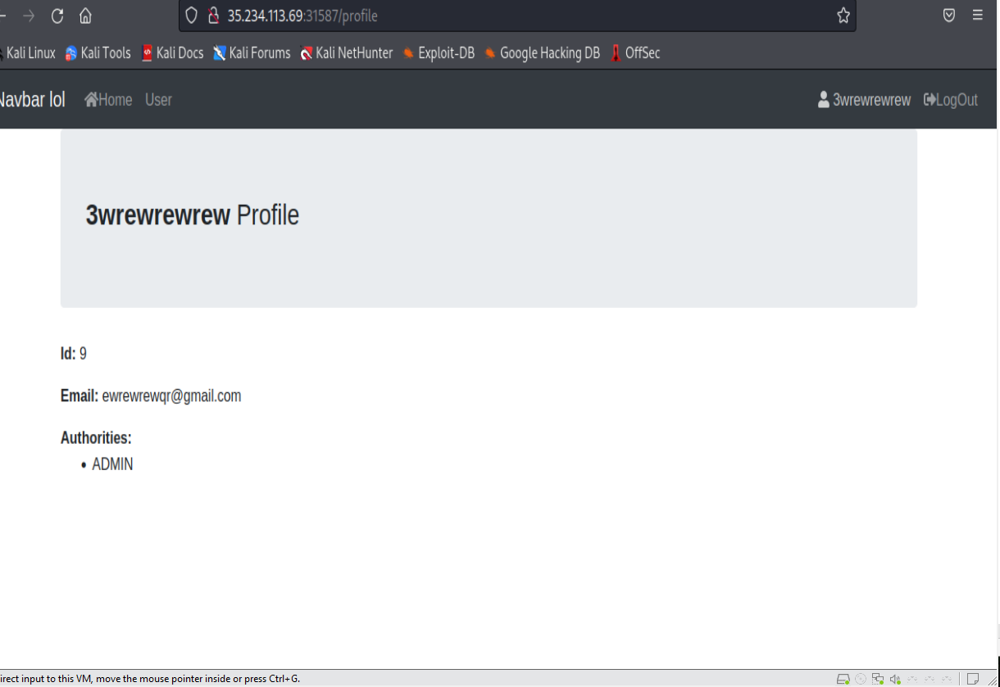 35.234.113.69:31587/profile
Kali Linux Kali Tools Kali Docs Kali Forums Kali NetHunter Exploit-DB Google Hacking DB OffSec
Navbar lol Home User 3wrewrewrew LogOut
3wrewrewrew Profile
Id: 9
Email: ewrewrewqr@gmail.com
Authorities:
• ADMIN
irect input to this VM, move the mouse pointer inside or press Ctrl+G.